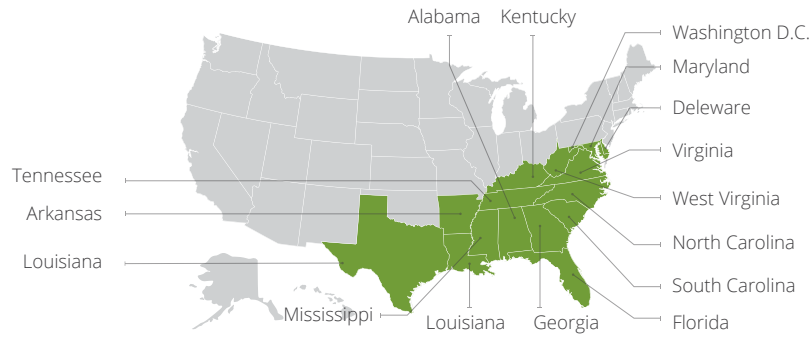 Alabama
Kentucky
Washington D.C.
Maryland
Deleware
Virginia
West Virginia
North Carolina
South Carolina
Florida
Tennessee
Arkansas
Louisiana
Mississippi
Louisiana
Georgia